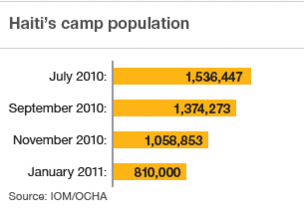 Haiti's camp population
July 2010: 1,536,447
September 2010: 1,374,273
November 2010: 1,058,853
January 2011: 810,000
Source: IOM/OCHA